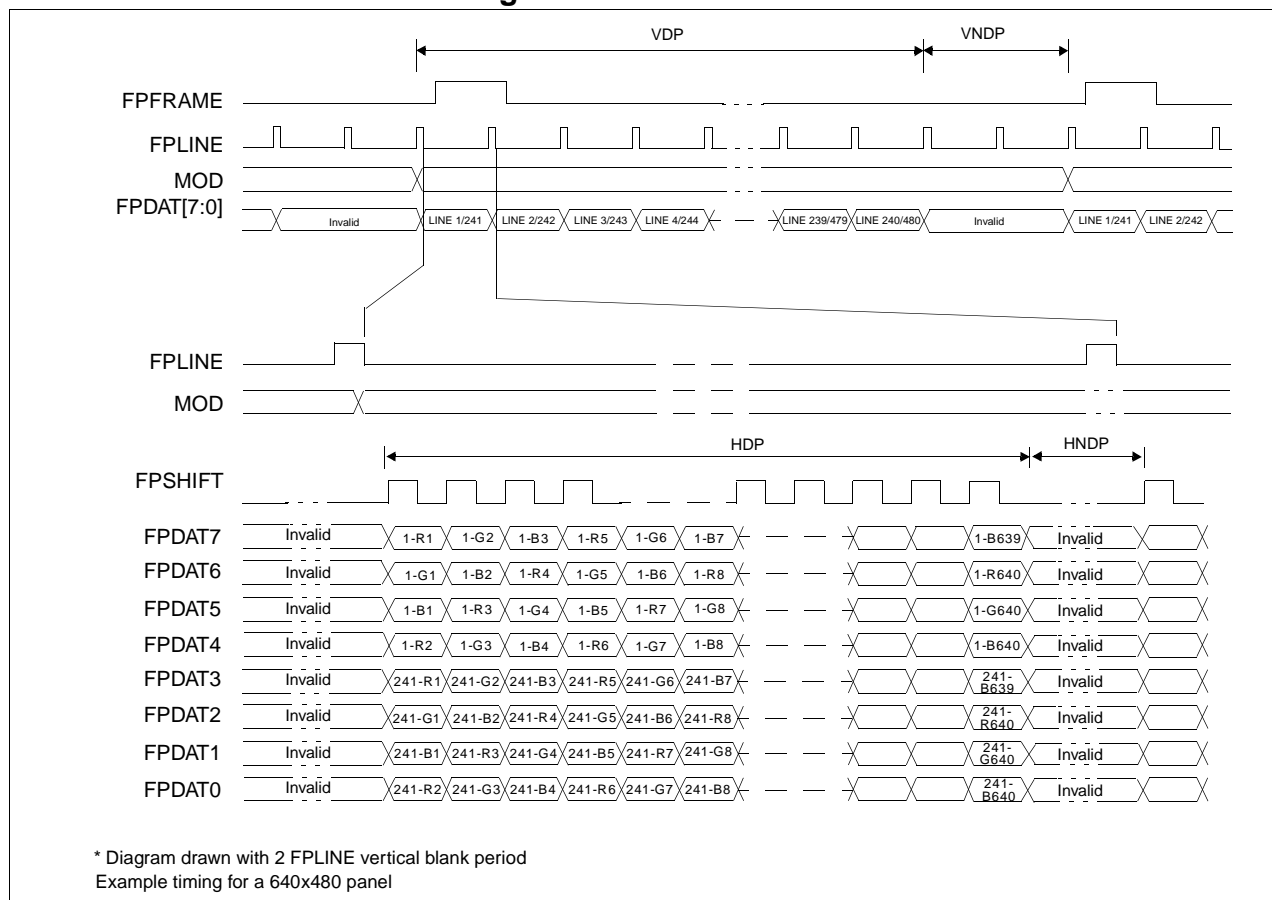 VDP VNDP
FPFRAME
FPLINE
MOD
FPDAT[7:0]
Invalid LINE 1/241 LINE 2/242 LINE 3/243 LINE 4/244 LINE 239/479 LINE 240/480 Invalid LINE 1/241 LINE 2/242
FPLINE
MOD
HDP HNDP
FPSHIFT
FPDAT7 Invalid 1-R1 1-G2 1-B3 1-R5 1-G6 1-B7 1-B639 Invalid
FPDAT6 Invalid 1-G1 1-B2 1-R4 1-G5 1-B6 1-R8 1-R640 Invalid
FPDAT5 Invalid 1-B1 1-R3 1-G4 1-B5 1-R7 1-G8 1-G640 Invalid
FPDAT4 Invalid 1-R2 1-G3 1-B4 1-R6 1-G7 1-B8 1-B640 Invalid
FPDAT3 Invalid 241-R1 241-G2 241-B3 241-R5 241-G6 241-B7 241-B639 Invalid
FPDAT2 Invalid 241-G1 241-B2 241-R4 241-G5 241-B6 241-R8 241-R640 Invalid
FPDAT1 Invalid 241-B1 241-R3 241-G4 241-B5 241-R7 241-G8 241-G640 Invalid
FPDAT0 Invalid 241-R2 241-G3 241-B4 241-R6 241-G7 241-B8 241-B640 Invalid
* Diagram drawn with 2 FPLINE vertical blank period
Example timing for a 640x480 panel